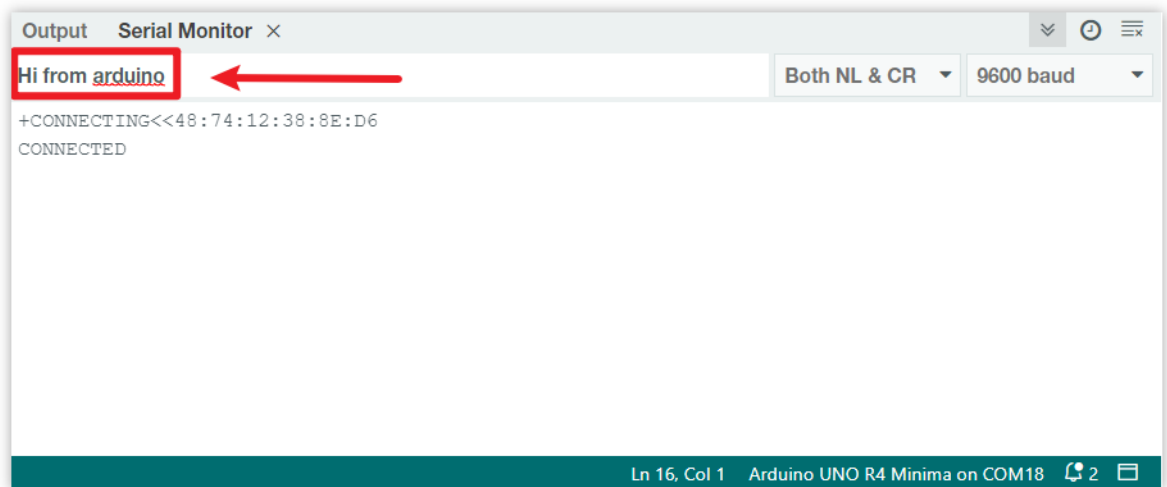 Output Serial Monitor
Hi from arduino Both NL & CR 9600 baud
+CONNECTING<<48:74:12:38:8E:D6
CONNECTED
Ln 16, Col 1 Arduino UNO R4 Minima on COM18 2